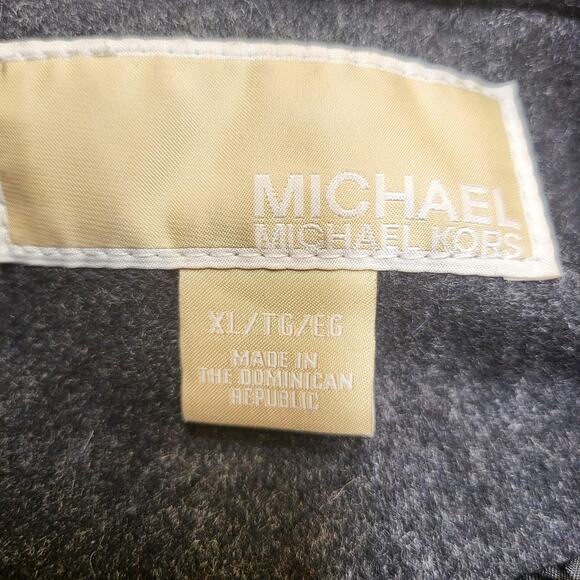 MICHAEL
MICHAEL KORS
XL/TG/EG
MADE IN
THE DOMINICAN
REPUBLIC